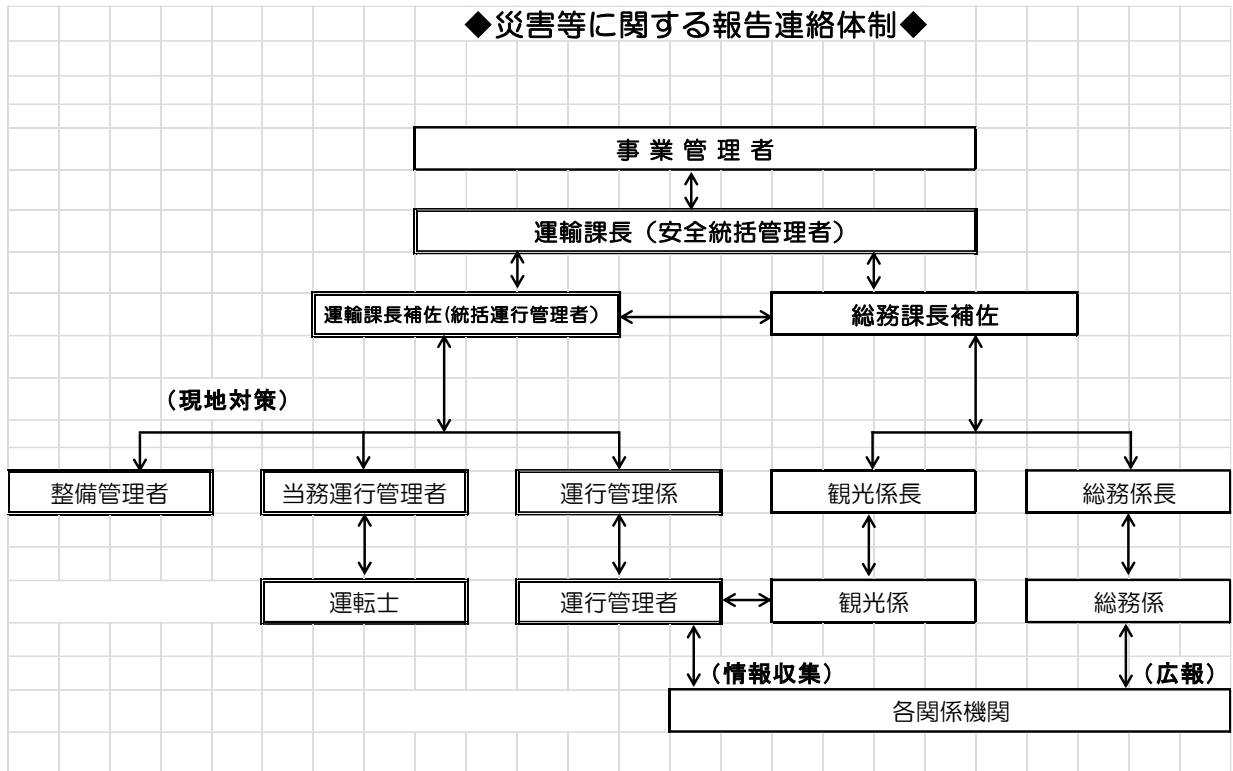 ◆災害等に関する報告連絡体制◆
事 業 管 理 者
運輸課長（安全統括管理者）
運輸課長補佐(統括運行管理者）
総務課長補佐
（現地対策）
整備管理者
当務運行管理者
運行管理係
観光係長
総務係長
運転士
運行管理者
観光係
総務係
（情報収集）
（広報）
各関係機関